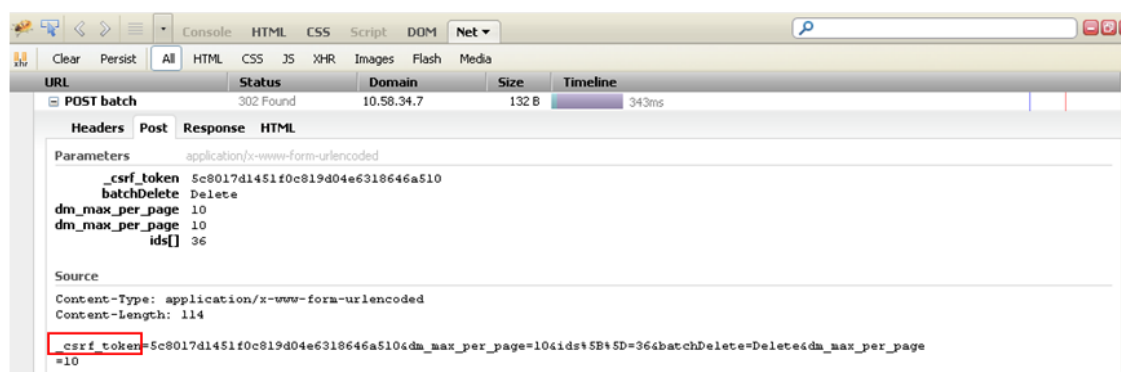 Console HTML CSS Script DOM Net
Clear Persist All HTML CSS JS XHR Images Flash Media
URL Status Domain Size Timeline
POST batch 302 Found 10.58.34.7 132 B 343ms
Headers Post Response HTML
Parameters application/x-www-form-urlencoded
_csrf_token 5c8017d1451f0c819d04e6318646a510
batchDelete Delete
dm_max_per_page 10
dm_max_per_page 10
ids[] 36
Source
Content-Type: application/x-www-form-urlencoded
Content-Length: 114
_csrf_token=5c8017d1451f0c819d04e6318646a510&dm_max_per_page=10&ids%5B%5D=36&batchDelete=Delete&dm_max_per_page
=10